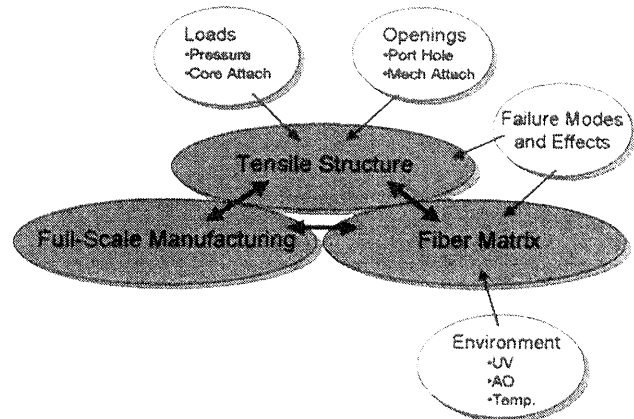 Loads
•Pressure
•Core Attach
Openings
•Port Hole
•Mech Attach
Failure Modes
and Effects
Tensile Structure
Full-Scale Manufacturing
Fiber Matrix
Environment
•UV
•AO
•Temp.